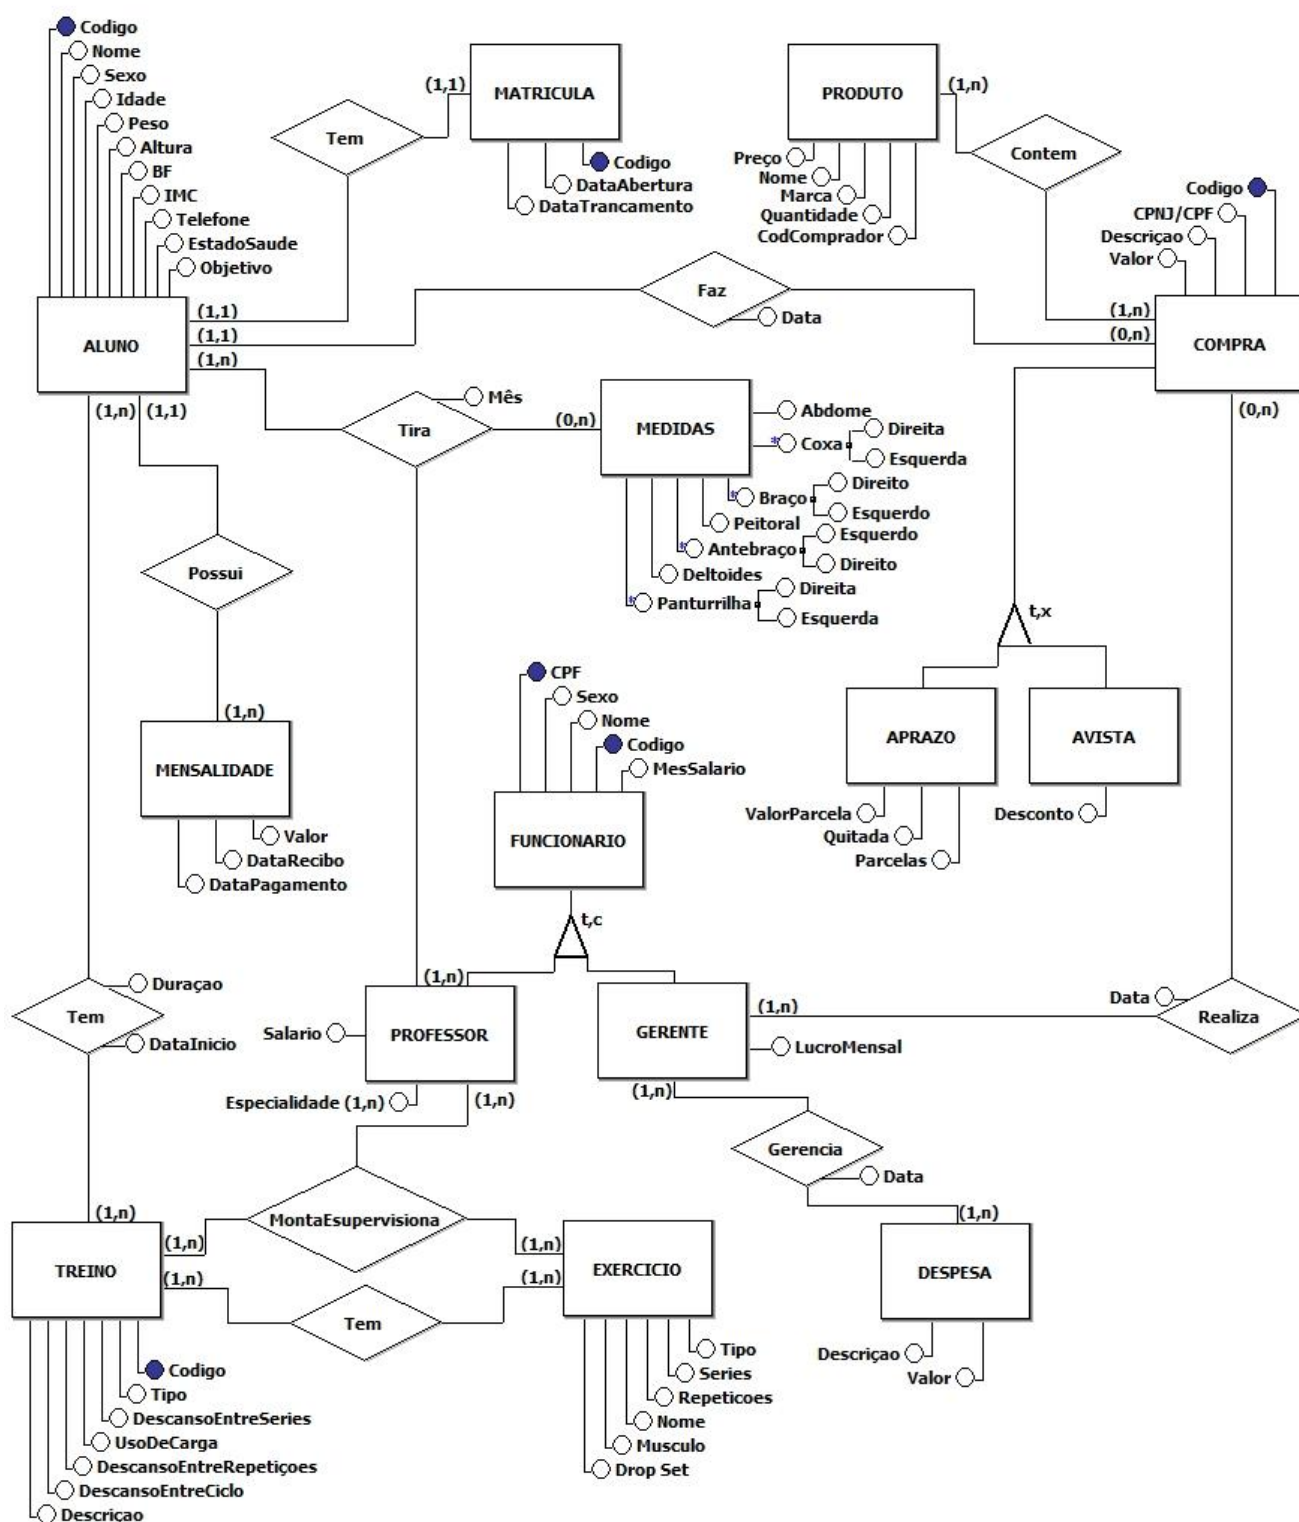 Codigo
Nome
Sexo
Idade
Peso
Altura
BF
IMC
Telefone
EstadoSaude
Objetivo
ALUNO
(1,1)
(1,1)
(1,n)
(1,n)
(1,1)
Tem
(1,1)
MATRICULA
Codigo
DataAbertura
DataTrancamento
PRODUTO
(1,n)
Preço
Nome
Marca
Quantidade
CodComprador
Contem
Codigo
CPNJ/CPF
Descriçao
Valor
(1,n)
(0,n)
COMPRA
(0,n)
Faz
Data
Mês
Tira
(0,n)
MEDIDAS
Abdome
* Coxa
Direita
Esquerda
* Braço
Direito
Esquerdo
Peitoral
* Antebraço
Esquerdo
Direito
Deltoides
* Panturrilha
Direita
Esquerda
Possui
(1,n)
MENSALIDADE
Valor
DataRecibo
DataPagamento
t,x
APRAZO
AVISTA
ValorParcela
Quitada
Parcelas
Desconto
CPF
Sexo
Nome
Codigo
MesSalario
FUNCIONARIO
t,c
(1,n)
Salario
PROFESSOR
Especialidade (1,n)
(1,n)
GERENTE
(1,n)
LucroMensal
(1,n)
Data
Realiza
Gerencia
Data
(1,n)
DESPESA
Descriçao
Valor
Duraçao
Tem
DataInicio
(1,n)
TREINO
(1,n)
(1,n)
MontaEsupervisiona
Tem
(1,n)
(1,n)
EXERCICIO
Tipo
Series
Repeticoes
Nome
Musculo
Drop Set
Codigo
Tipo
DescansoEntreSeries
UsoDeCarga
DescansoEntreRepetiçoes
DescansoEntreCiclo
Descriçao